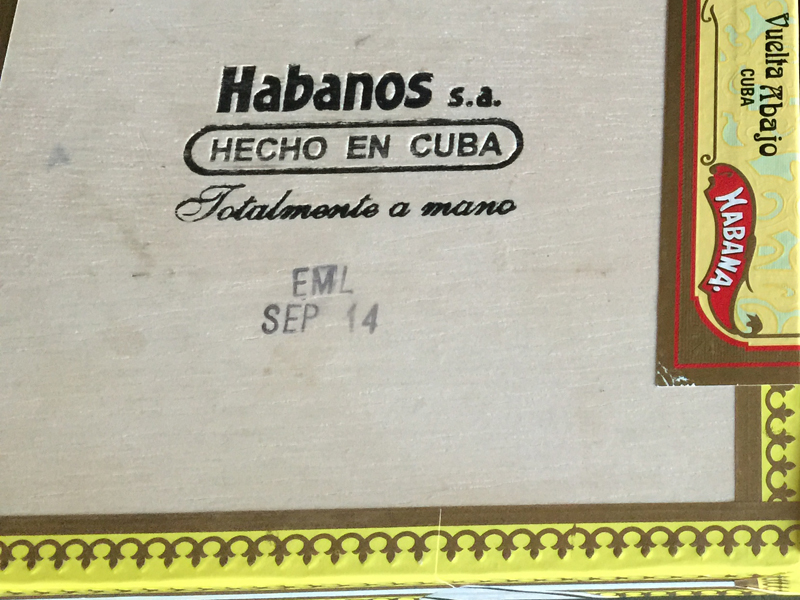 Habanos s.a.
HECHO EN CUBA
Totalmente a mano
EML
SEP 14
Vuelta Abajo
CUBA
HABANA.